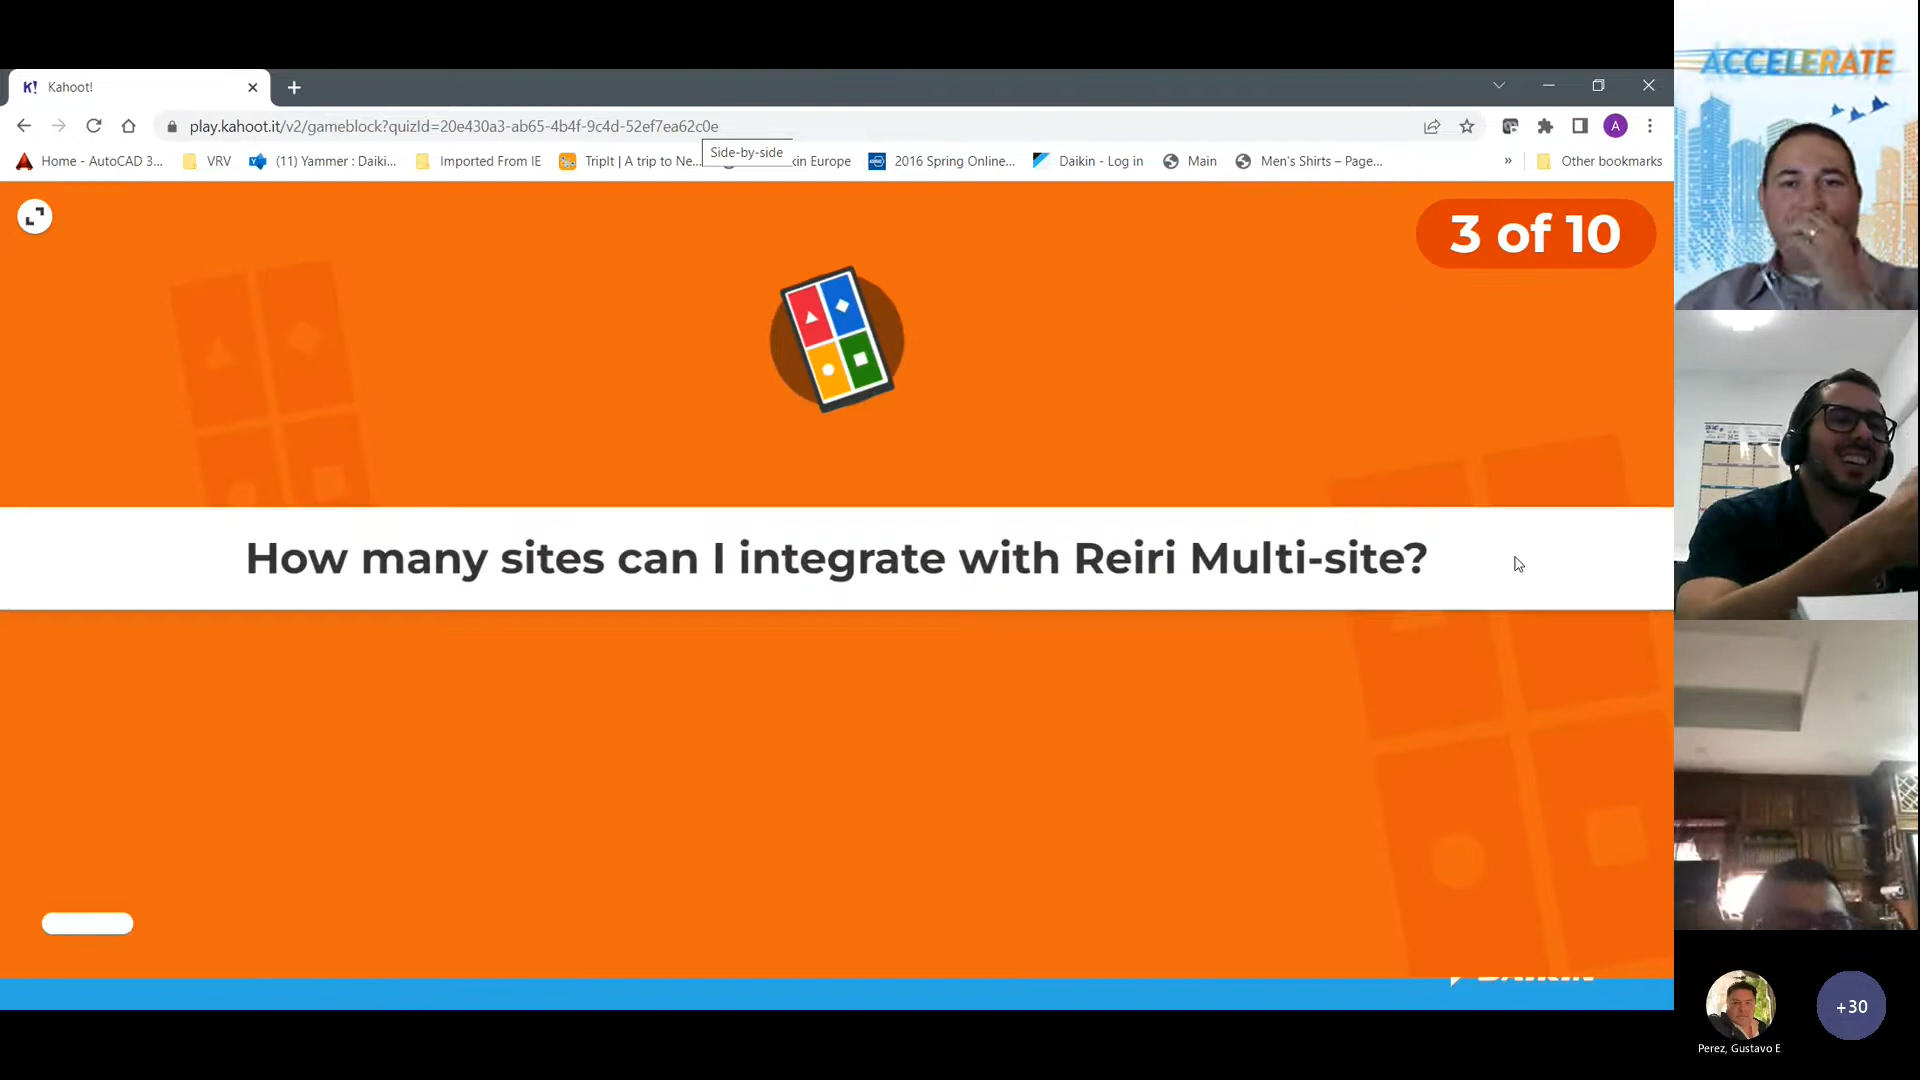 Kahoot!
play.kahoot.it/v2/gameblock?quizId=20e430a3-ab65-4b4f-9c4d-52ef7ea62c0e
Side-by-side
Home - AutoCAD 3...
VRV
(11) Yammer : Daiki...
Imported From IE
TripIt | A trip to Ne...
kin Europe
2016 Spring Online...
Daikin - Log in
Main
Men's Shirts – Page...
»
Other bookmarks
A
3 of 10
How many sites can I integrate with Reiri Multi-site?
ACCELERATE
Perez, Gustavo E
+30